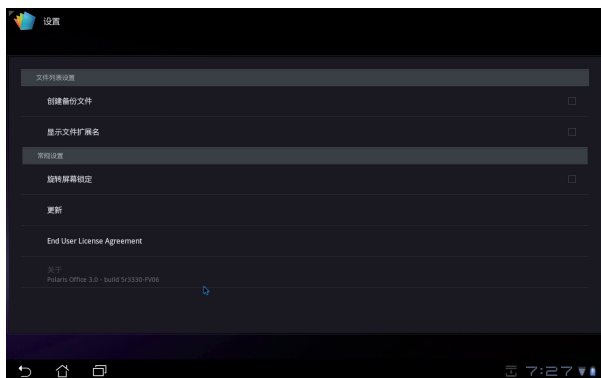 设置
文件列表设置
创建备份文件
显示文件扩展名
常规设置
旋转屏幕锁定
更新
End User License Agreement
关于
Polaris Office 3.0 - build 5r3330-FV06
7:27